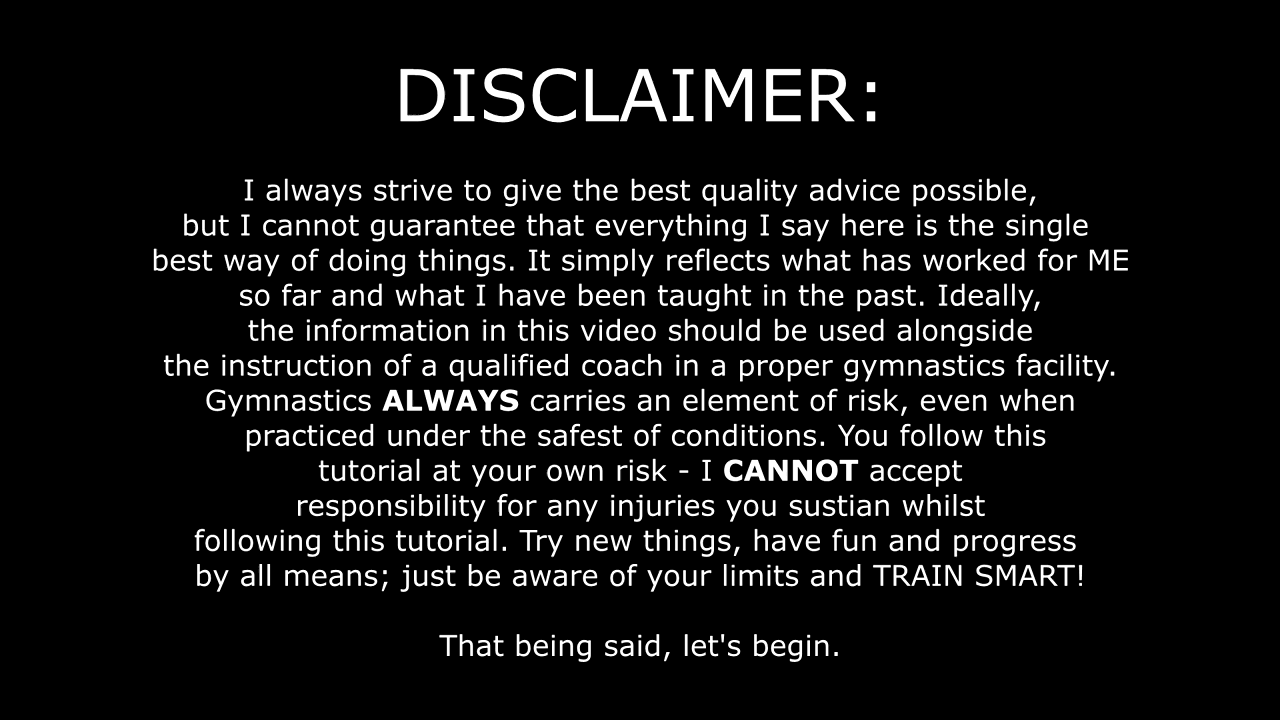 DISCLAIMER:
I always strive to give the best quality advice possible,
but I cannot guarantee that everything I say here is the single
best way of doing things. It simply reflects what has worked for ME
so far and what I have been taught in the past. Ideally,
the information in this video should be used alongside
the instruction of a qualified coach in a proper gymnastics facility.
Gymnastics ALWAYS carries an element of risk, even when
practiced under the safest of conditions. You follow this
tutorial at your own risk - I CANNOT accept
responsibility for any injuries you sustian whilst
following this tutorial. Try new things, have fun and progress
by all means; just be aware of your limits and TRAIN SMART!
That being said, let's begin.